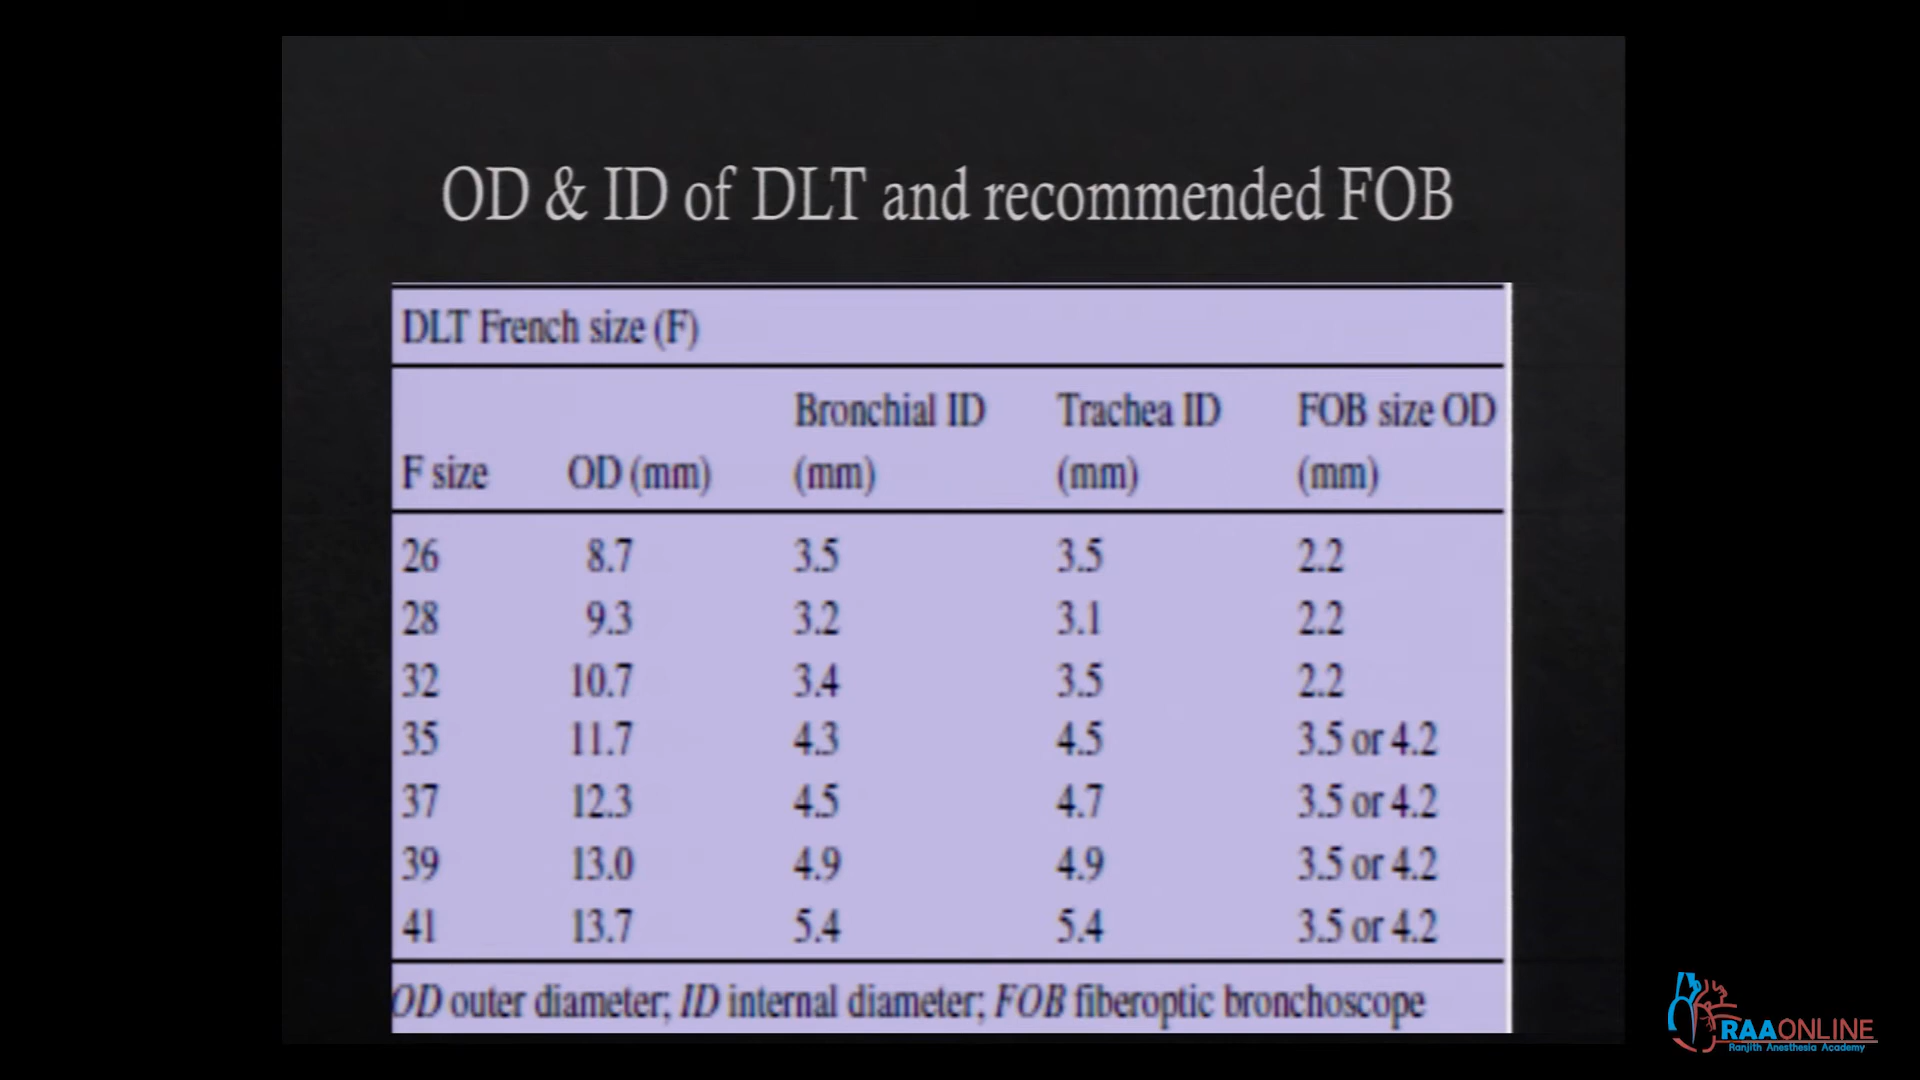 OD & ID of DLT and recommended FOB
DLT French size (F)
Bronchial ID Trachea ID FOB size OD
F size OD (mm) (mm) (mm) (mm)
26 8.7 3.5 3.5 2.2
28 9.3 3.2 3.1 2.2
32 10.7 3.4 3.5 2.2
35 11.7 4.3 4.5 3.5 or 4.2
37 12.3 4.5 4.7 3.5 or 4.2
39 13.0 4.9 4.9 3.5 or 4.2
41 13.7 5.4 5.4 3.5 or 4.2
OD outer diameter; ID internal diameter; FOB fiberoptic bronchoscope
RAAONLINE
Ranjith Anesthesia Academy